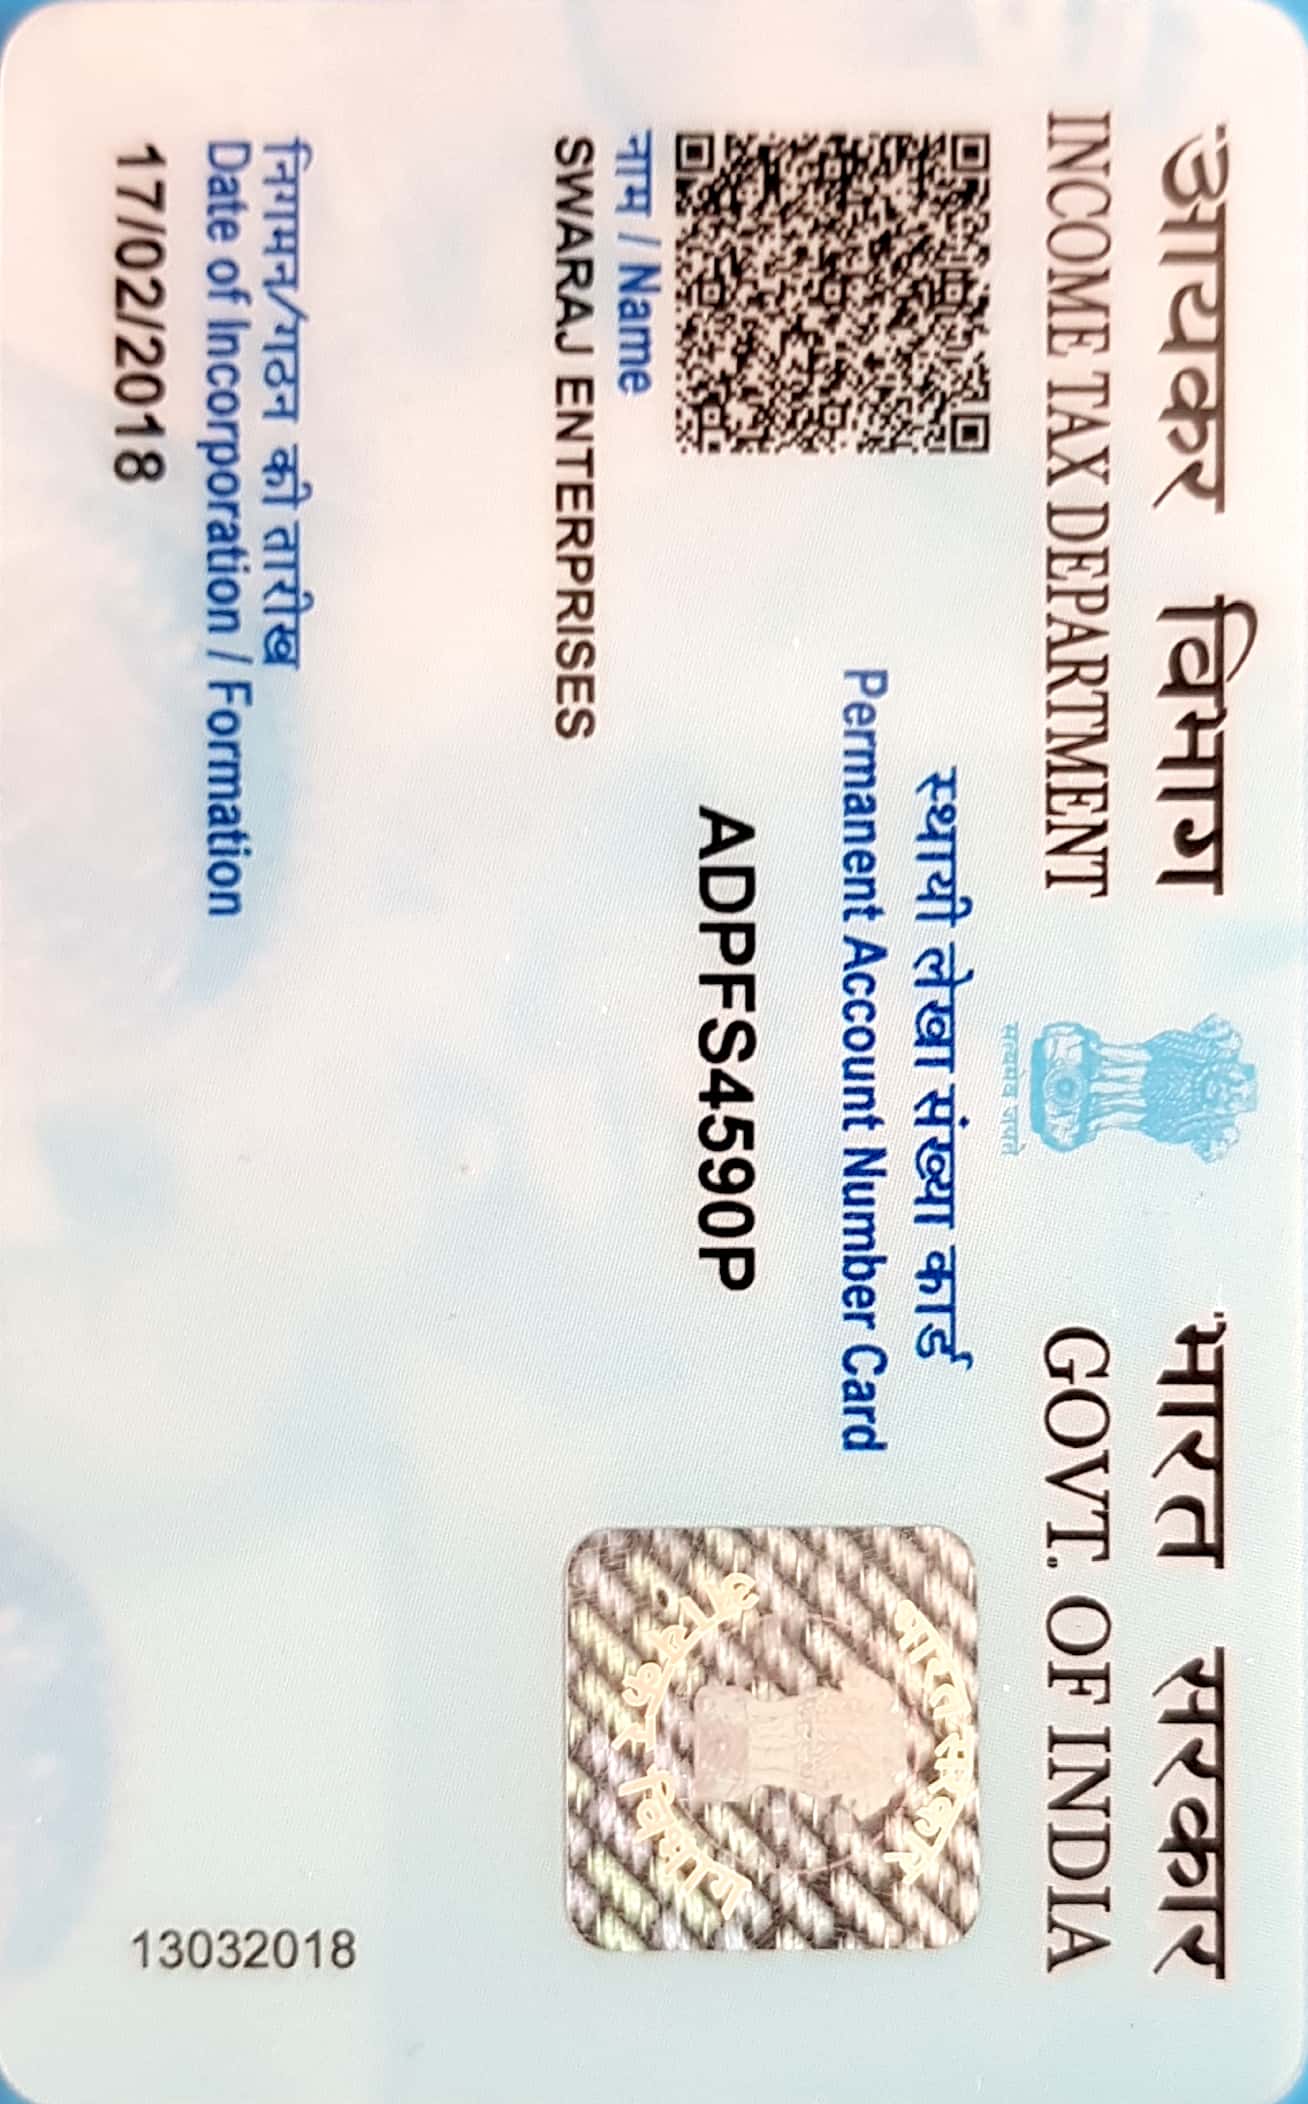 आयकर विभाग
INCOME TAX DEPARTMENT
भारत सरकार
GOVT. OF INDIA
सत्यमेव जयते
स्थायी लेखा संख्या कार्ड
Permanent Account Number Card
ADPFS4590P
नाम / Name
SWARAJ ENTERPRISES
निगमन/गठन की तारीख
Date of Incorporation / Formation
17/02/2018
भारत सरकार
आयकर विभाग
13032018